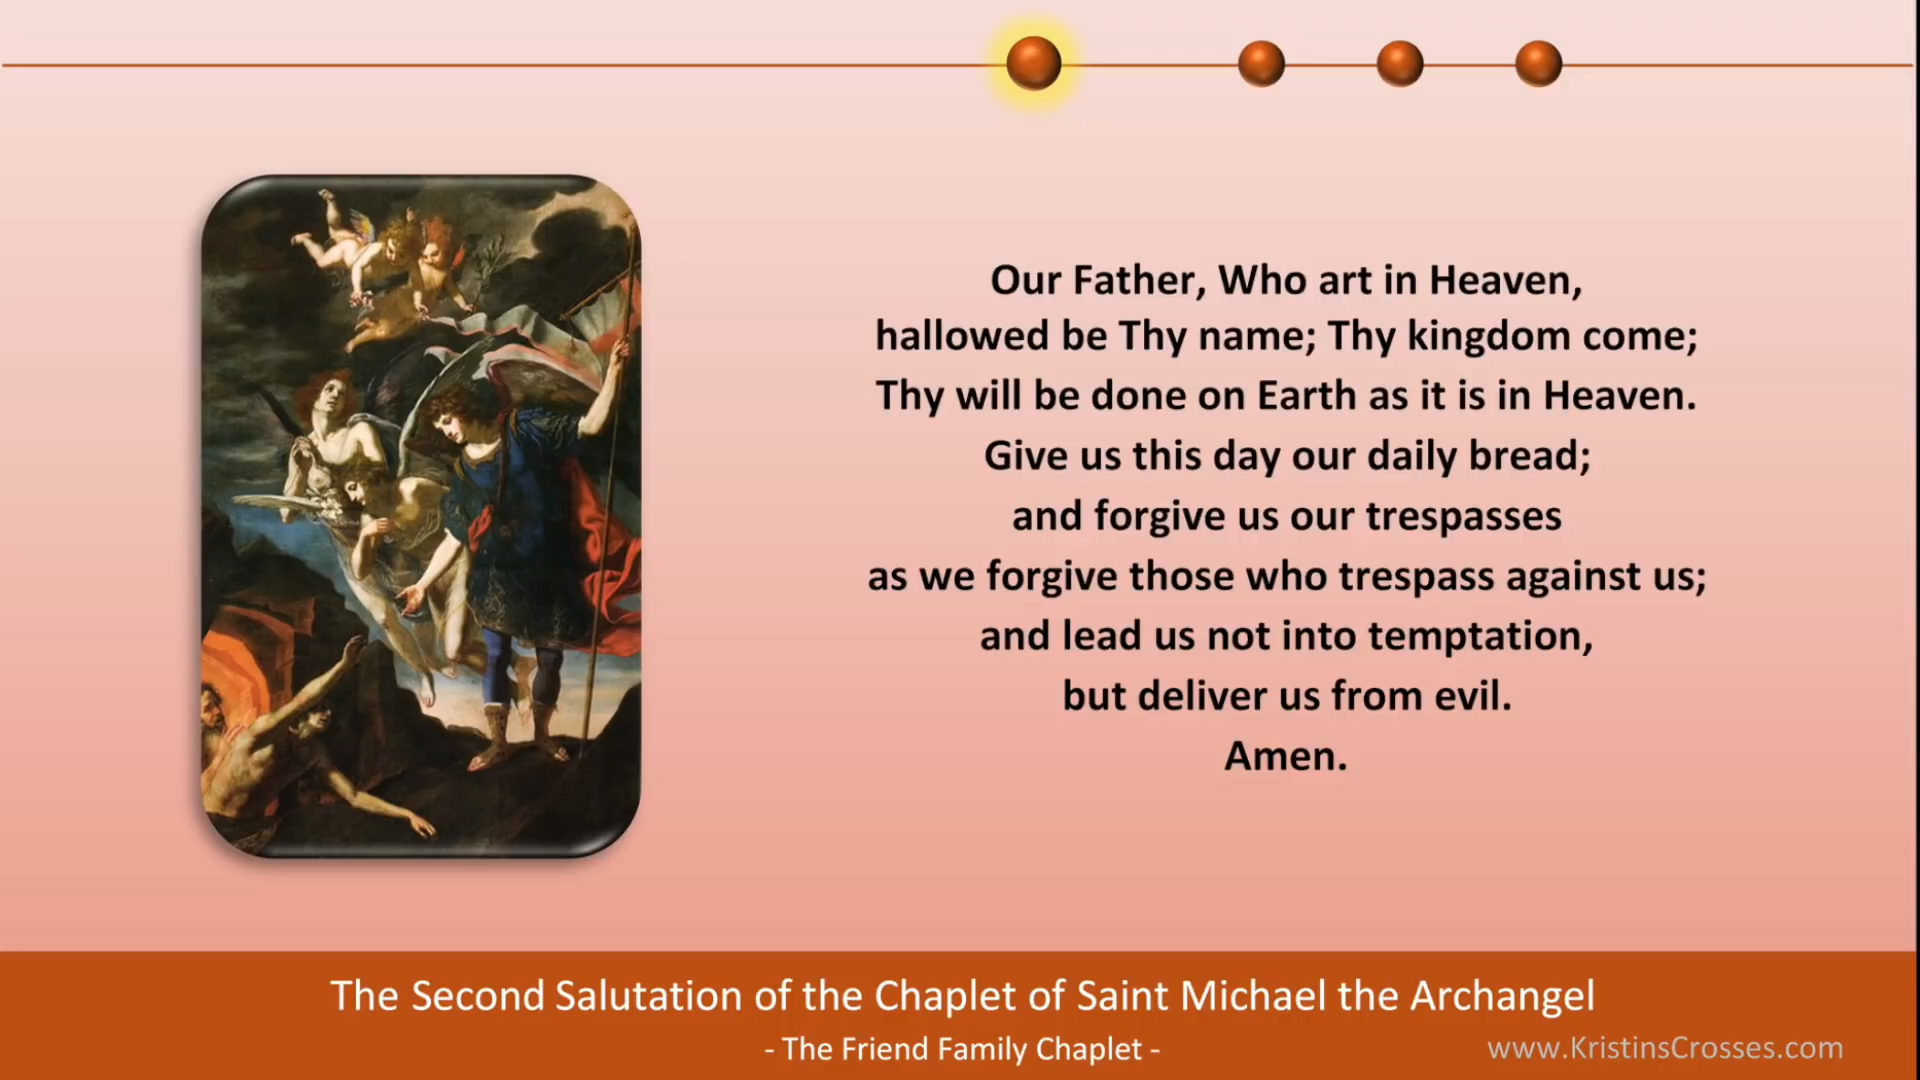 Our Father, Who art in Heaven,
hallowed be Thy name; Thy kingdom come;
Thy will be done on Earth as it is in Heaven.
Give us this day our daily bread;
and forgive us our trespasses
as we forgive those who trespass against us;
and lead us not into temptation,
but deliver us from evil.
Amen.
The Second Salutation of the Chaplet of Saint Michael the Archangel
- The Friend Family Chaplet -
www.KristinsCrosses.com